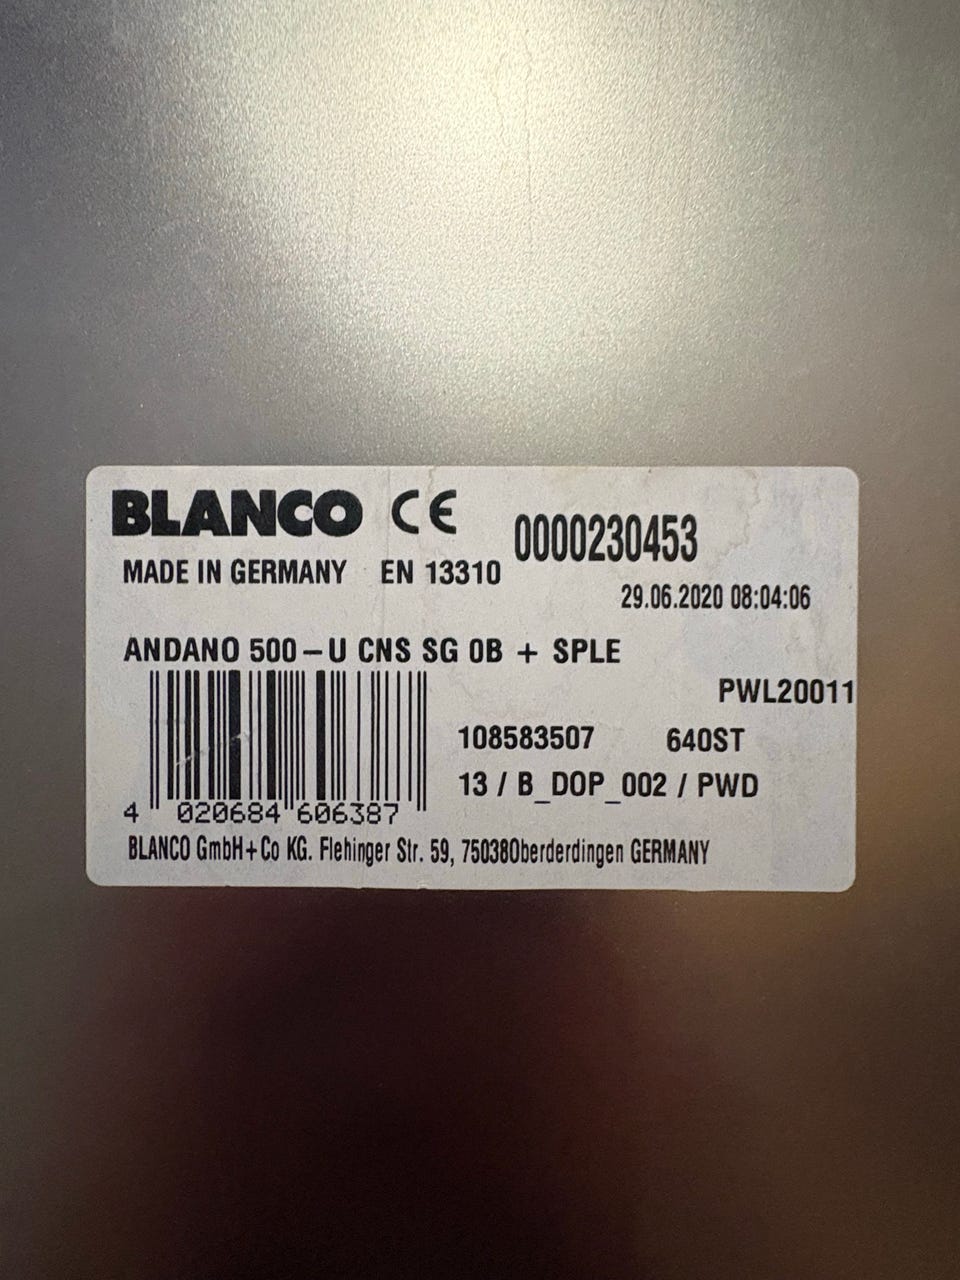 BLANCO CE
0000230453
MADE IN GERMANY EN 13310
29.06.2020 08:04:06
ANDANO 500-U CNS SG OB + SPLE
PWL20011
108583507 640ST
13 / B_DOP_002 / PWD
4 020684 606387
BLANCO GmbH+Co KG. Flehinger Str. 59, 75038Oberderdingen GERMANY